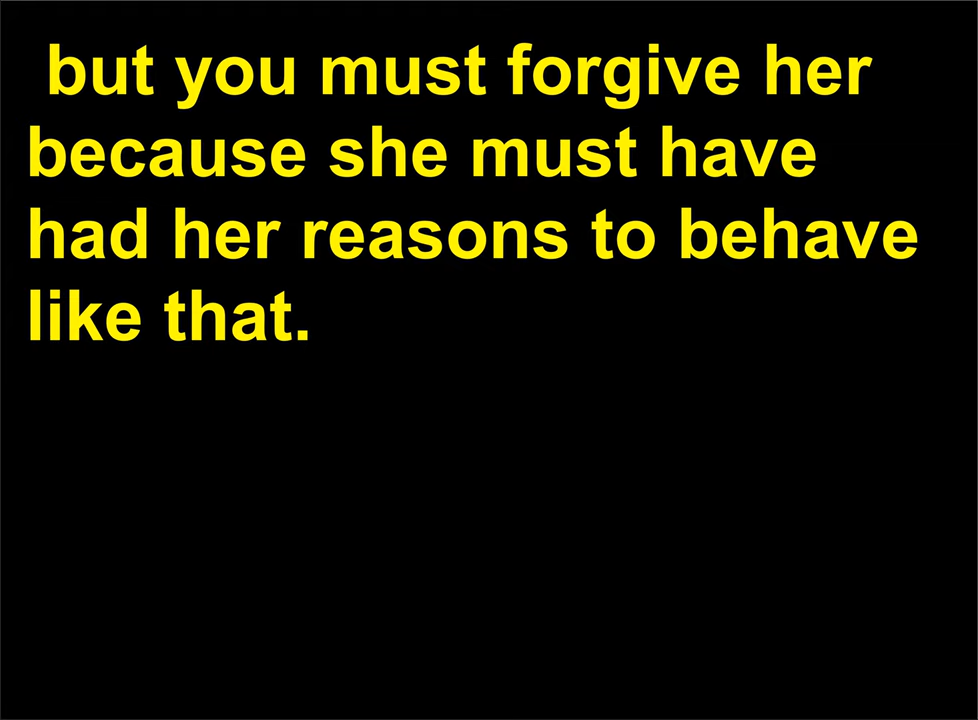 but you must forgive her
because she must have
had her reasons to behave
like that.